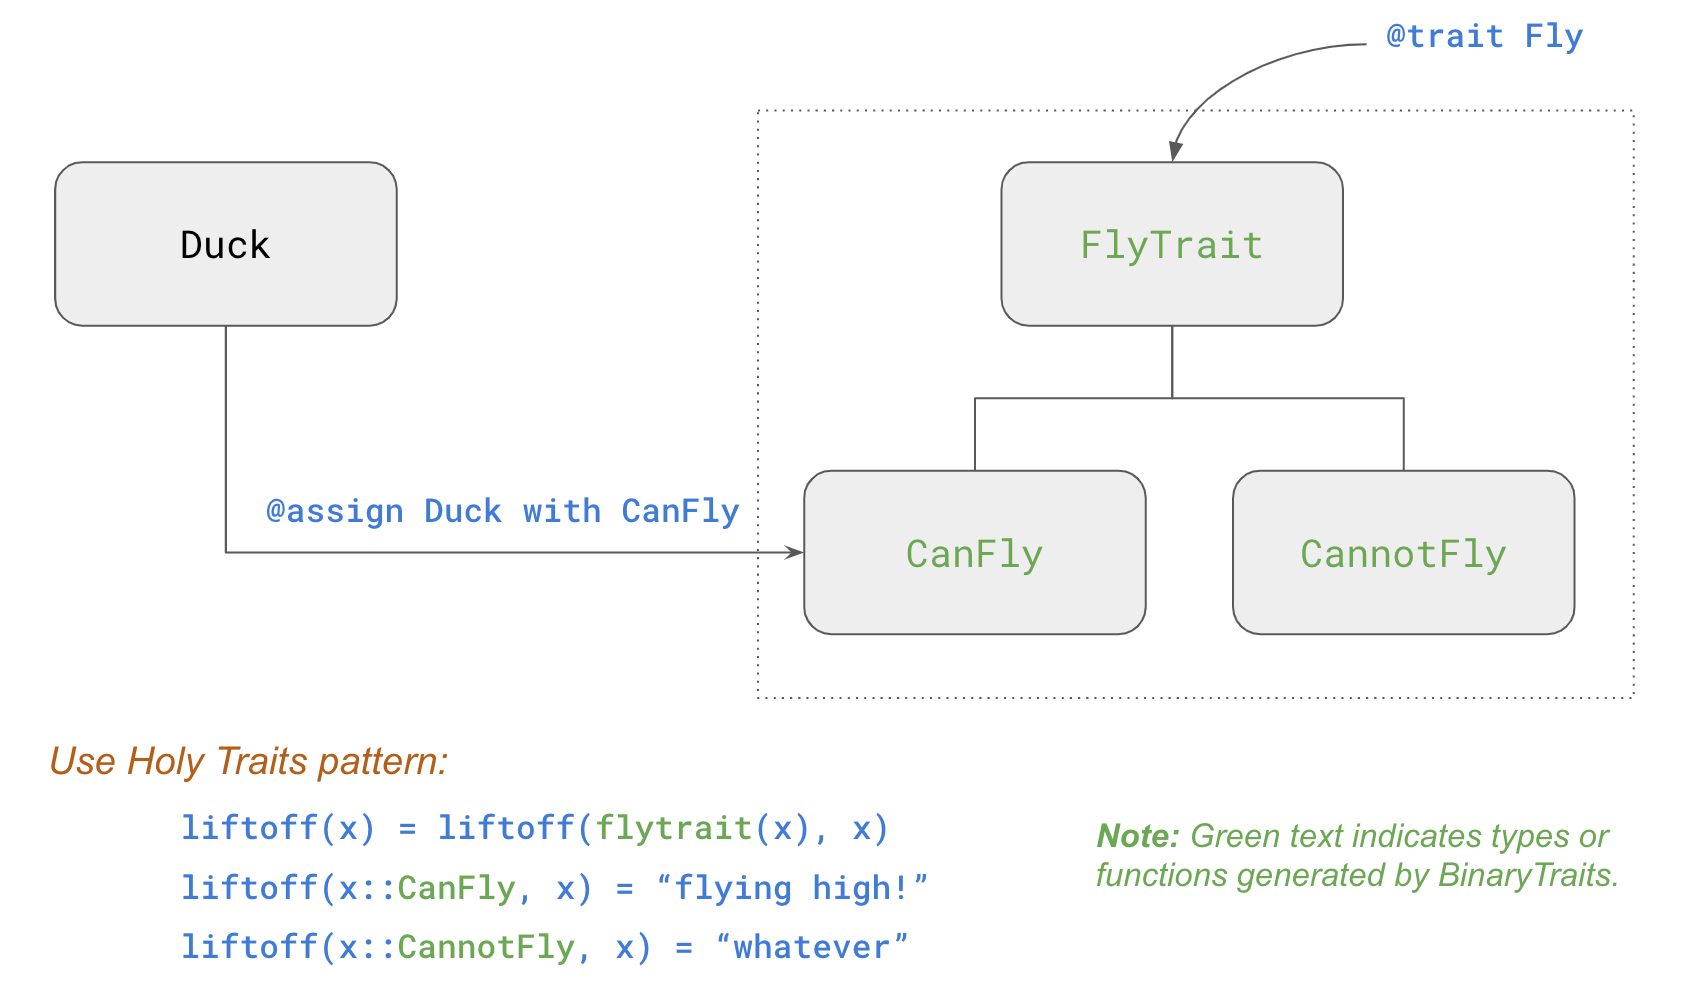 @trait Fly
Duck
FlyTrait
@assign Duck with CanFly
CanFly
CannotFly
Use Holy Traits pattern:
liftoff(x) = liftoff(flytrait(x), x)
liftoff(x::CanFly, x) = “flying high!”
liftoff(x::CannotFly, x) = “whatever”
Note: Green text indicates types or
functions generated by BinaryTraits.